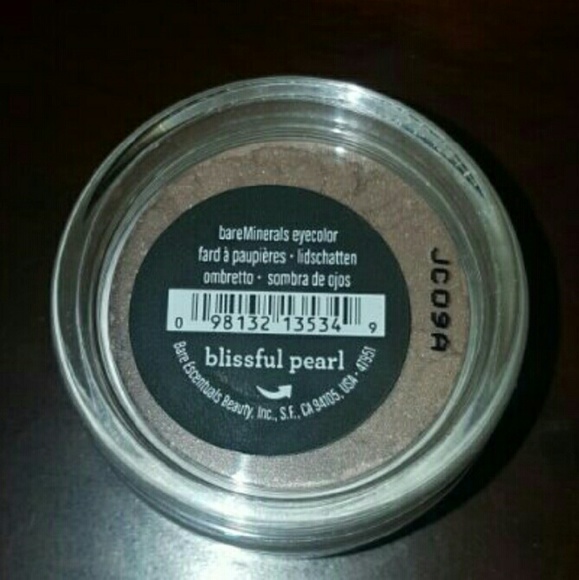 bareMinerals eyecolor
fard à paupières · lidschatten
ombretto · sombra de ojos
0 98132 13534 9
blissful pearl
Bare Escentuals Beauty, Inc., S.F., CA 94105, USA · 47951
JC09A